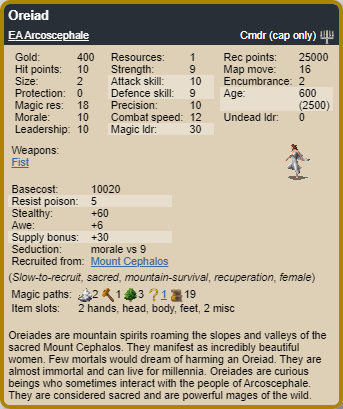 Oreiad
EA Arcoscephale Cmdr (cap only)
Gold: 400 Resources: 1 Rec points: 25000
Hit points: 10 Strength: 9 Map move: 16
Size: 2 Attack skill: 10 Encumbrance: 2
Protection: 0 Defence skill: 9 Age: 600
Magic res: 18 Precision: 10 (2500)
Morale: 10 Combat speed: 12 Undead ldr: 0
Leadership: 10 Magic ldr: 30
Weapons:
Fist
Basecost: 10020
Resist poison: 5
Stealthy: +60
Awe: +6
Supply bonus: +30
Seduction: morale vs 9
Recruited from: Mount Cephalos
(Slow-to-recruit, sacred, mountain-survival, recuperation, female)
Magic paths: 2 1 3 ?1 19
Item slots: 2 hands, head, body, feet, 2 misc
Oreiades are mountain spirits roaming the slopes and valleys of the
sacred Mount Cephalos. They manifest as incredibly beautiful
women. Few mortals would dream of harming an Oreiad. They are
almost immortal and can live for millennia. Oreiades are curious
beings who sometimes interact with the people of Arcoscephale.
They are considered sacred and are powerful mages of the wild.